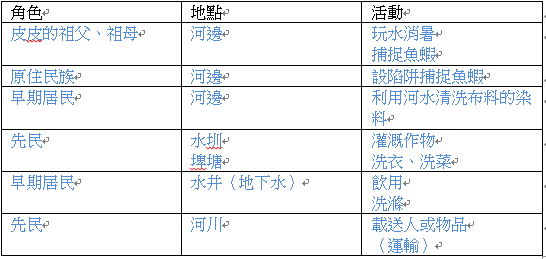 角色 地點 活動
皮皮的祖父、祖母 河邊 玩水消暑
捕捉魚蝦
原住民族 河邊 設陷阱捕捉魚蝦
早期居民 河邊 利用河水清洗布料的染
料
先民 水圳 灌溉作物
埤塘 洗衣、洗菜
早期居民 水井（地下水） 飲用
洗滌
先民 河川 載送人或物品
（運輸）